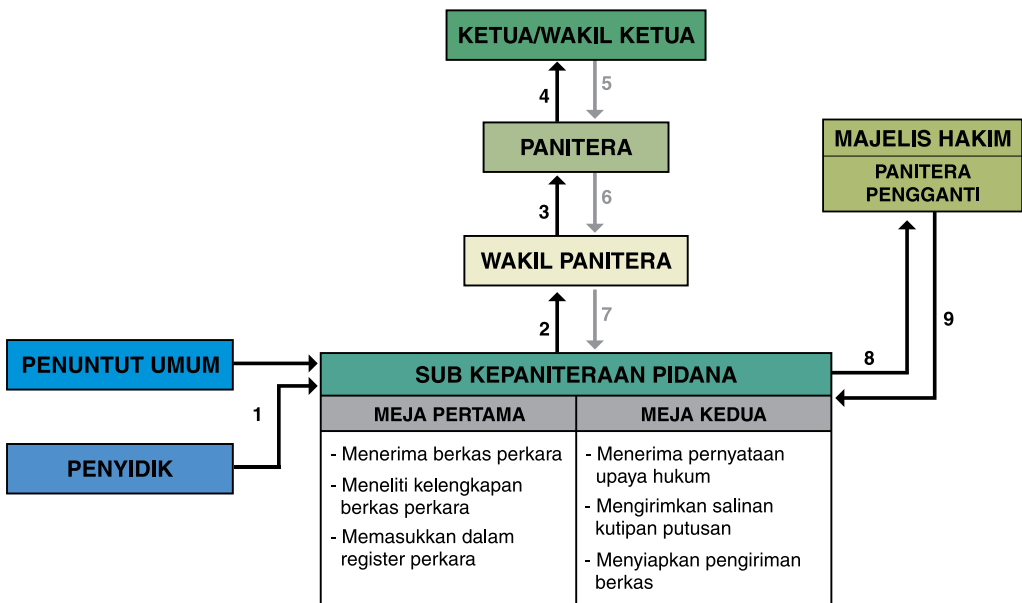 KETUA/WAKIL KETUA
4
5
PANITERA
3
6
WAKIL PANITERA
2
7
MAJELIS HAKIM
PANITERA
PENGGANTI
8
9
PENUNTUT UMUM
1
PENYIDIK
SUB KEPANITERAAN PIDANA
MEJA PERTAMA
- Menerima berkas perkara
- Meneliti kelengkapan
berkas perkara
- Memasukkan dalam
register perkara
MEJA KEDUA
- Menerima pernyataan
upaya hukum
- Mengirimkan salinan
kutipan putusan
- Menyiapkan pengiriman
berkas